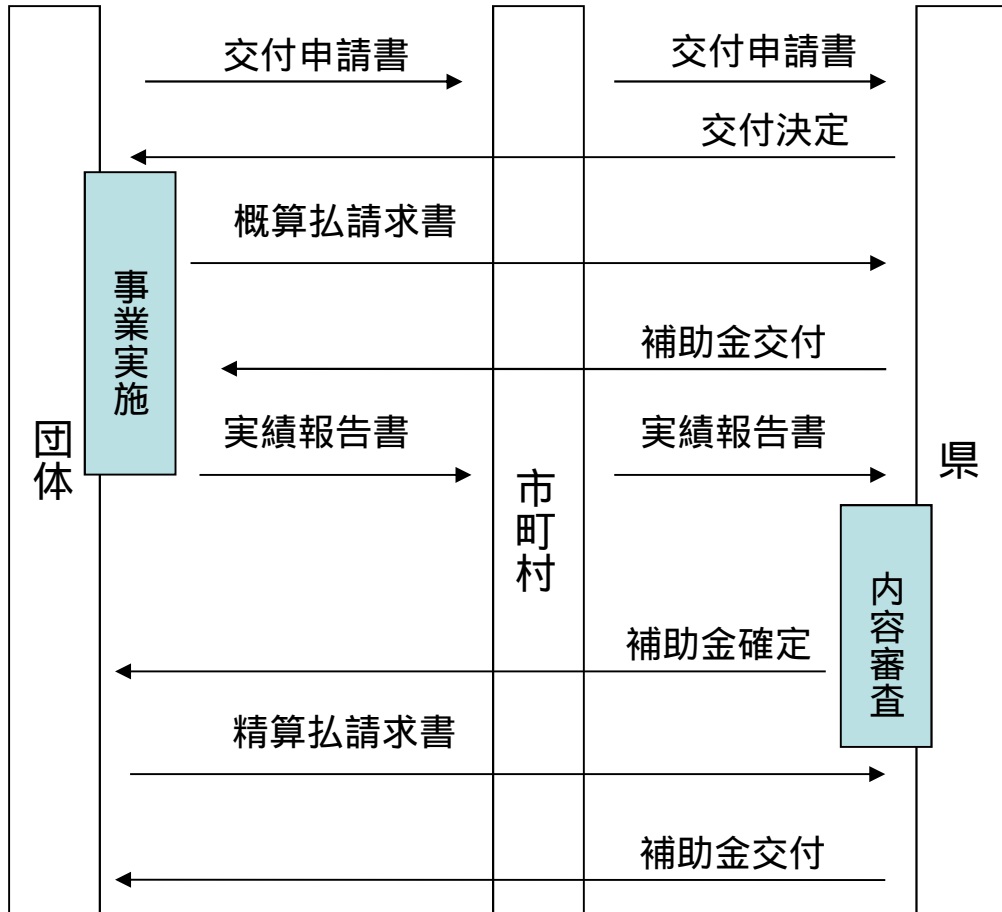 交付申請書
交付申請書
交付決定
概算払請求書
事業実施
補助金交付
実績報告書
実績報告書
団体
市町村
県
内容審査
補助金確定
精算払請求書
補助金交付